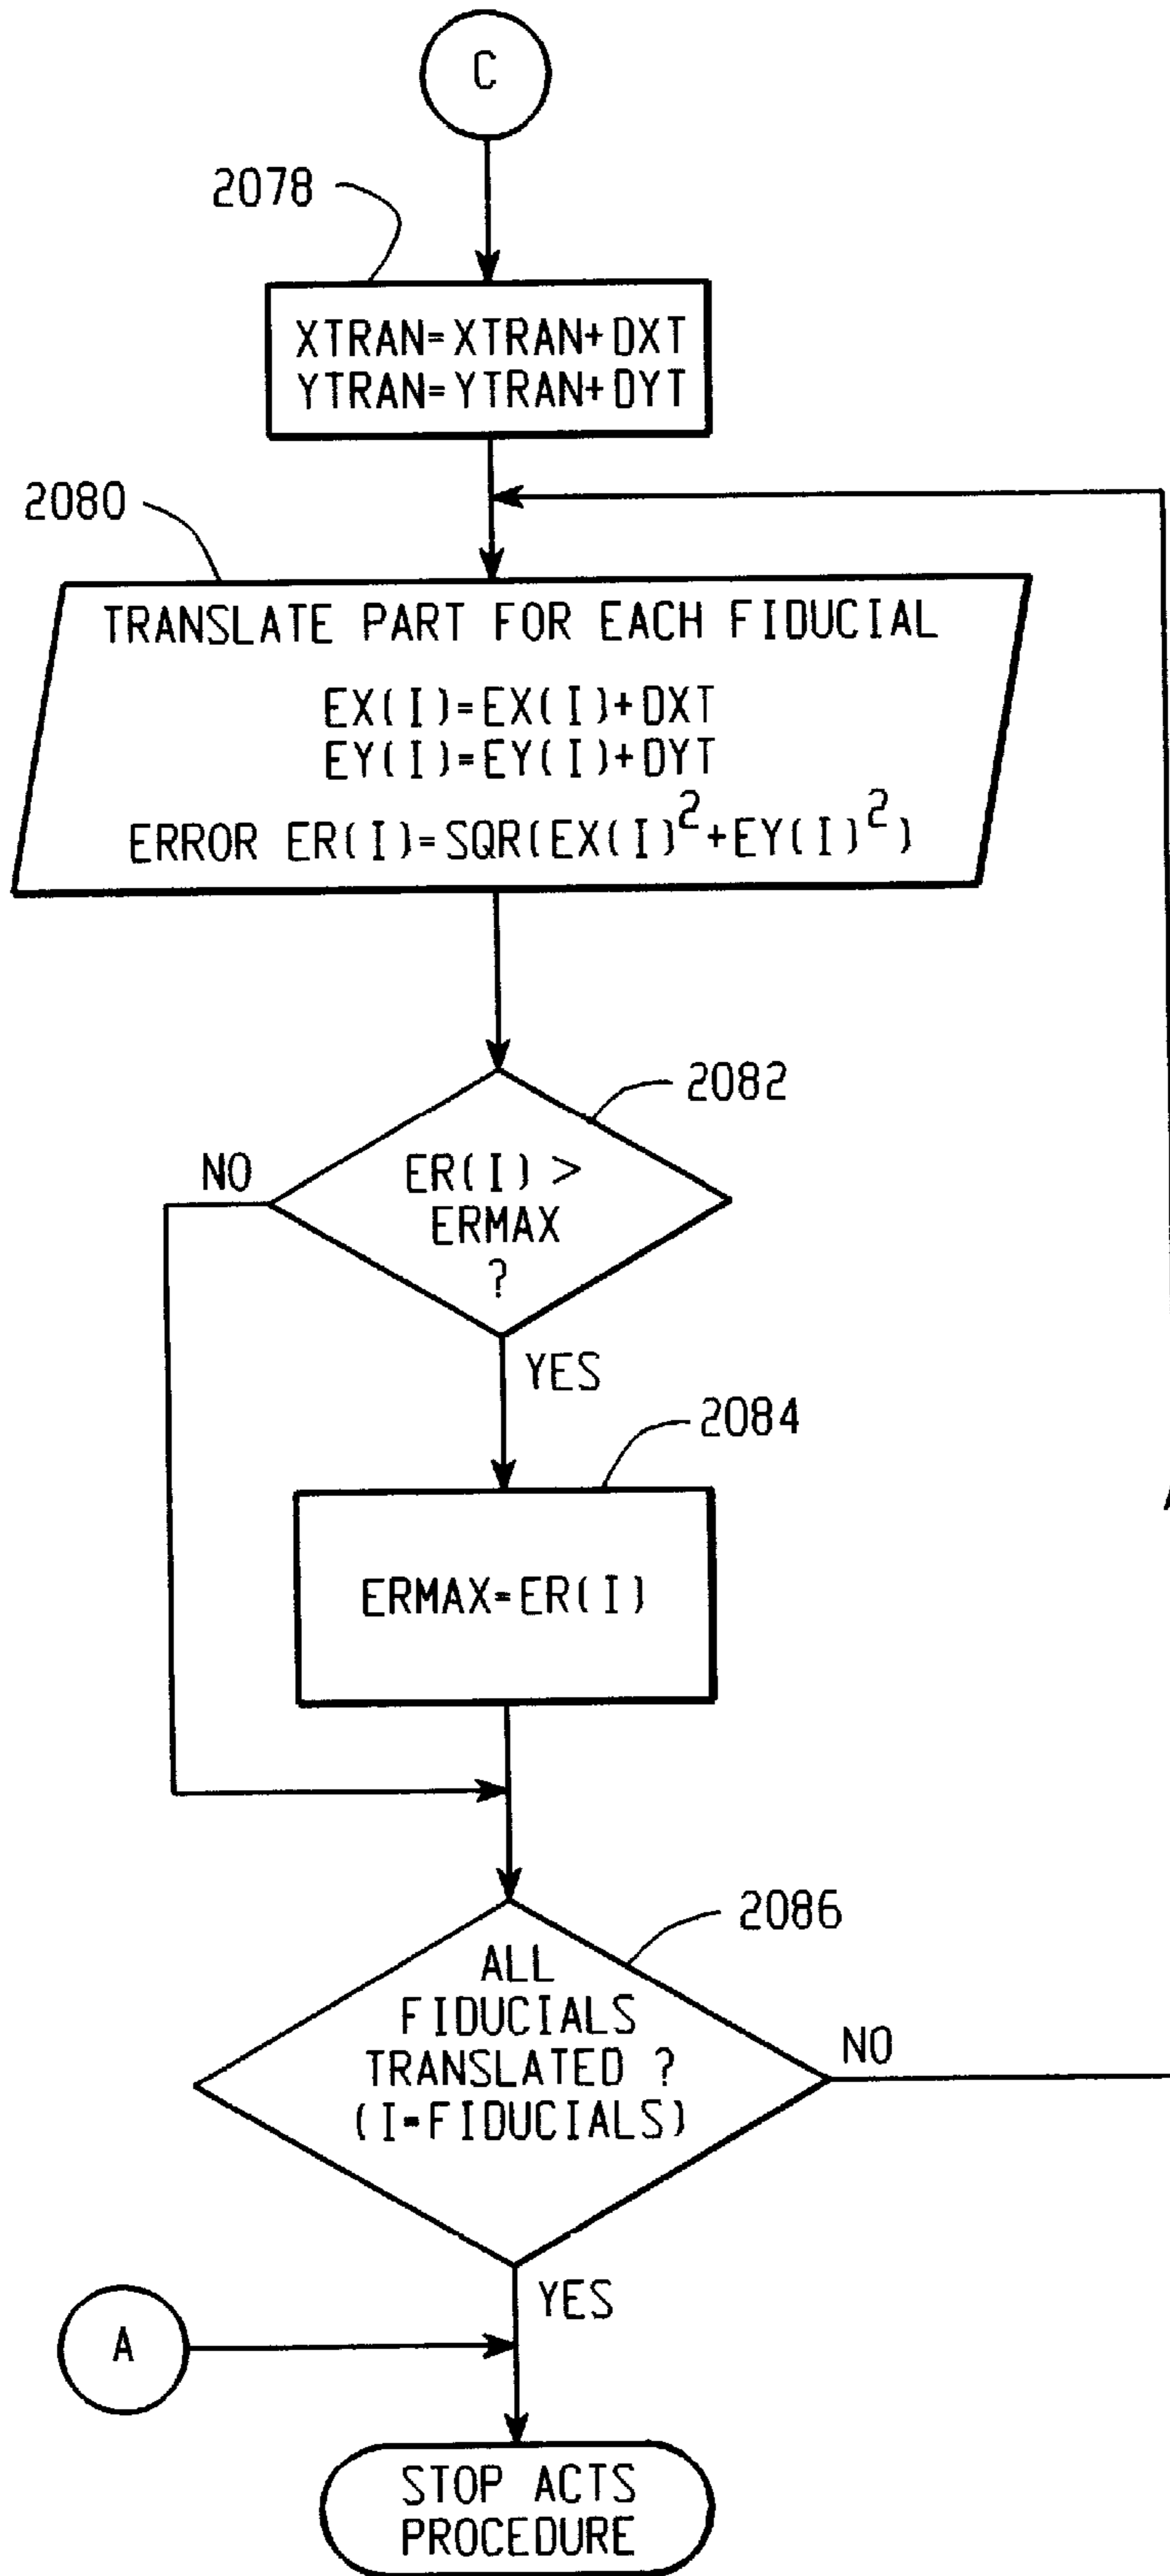 C
2078
XTRAN=XTRAN+DXT
YTRAN=YTRAN+DYT
2080
TRANSLATE PART FOR EACH FIDUCIAL
EX(I)=EX(I)+DXT
EY(I)=EY(I)+DYT
ERROR ER(I)=SQR(EX(I)²+EY(I)²)
2082
NO
ER(I) >
ERMAX
?
YES
2084
ERMAX=ER(I)
2086
ALL
FIDUCIALS
TRANSLATED ?
(I=FIDUCIALS)
NO
YES
A
STOP ACTS
PROCEDURE